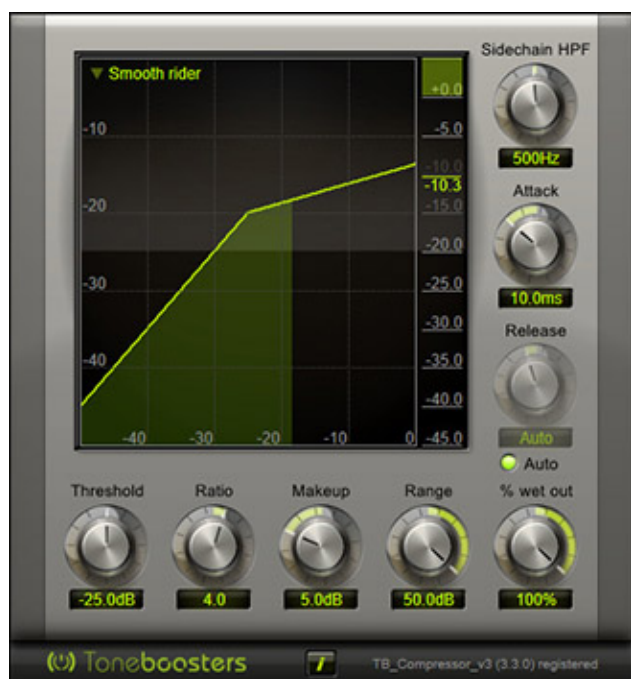 Sidechain HPF
Smooth rider
+0.0
-10
-5.0
-10.0
500Hz
-10.3
Attack
-20
-15.0
-20.0
-30
-25.0
10.0ms
-30.0
Release
-40
-35.0
-40.0
-40 -30 -20 -10 0 -45.0
Auto
Auto
Threshold Ratio Makeup Range % wet out
-25.0dB 4.0 5.0dB 50.0dB 100%
Toneboosters TB_Compressor_v3 (3.3.0) registered